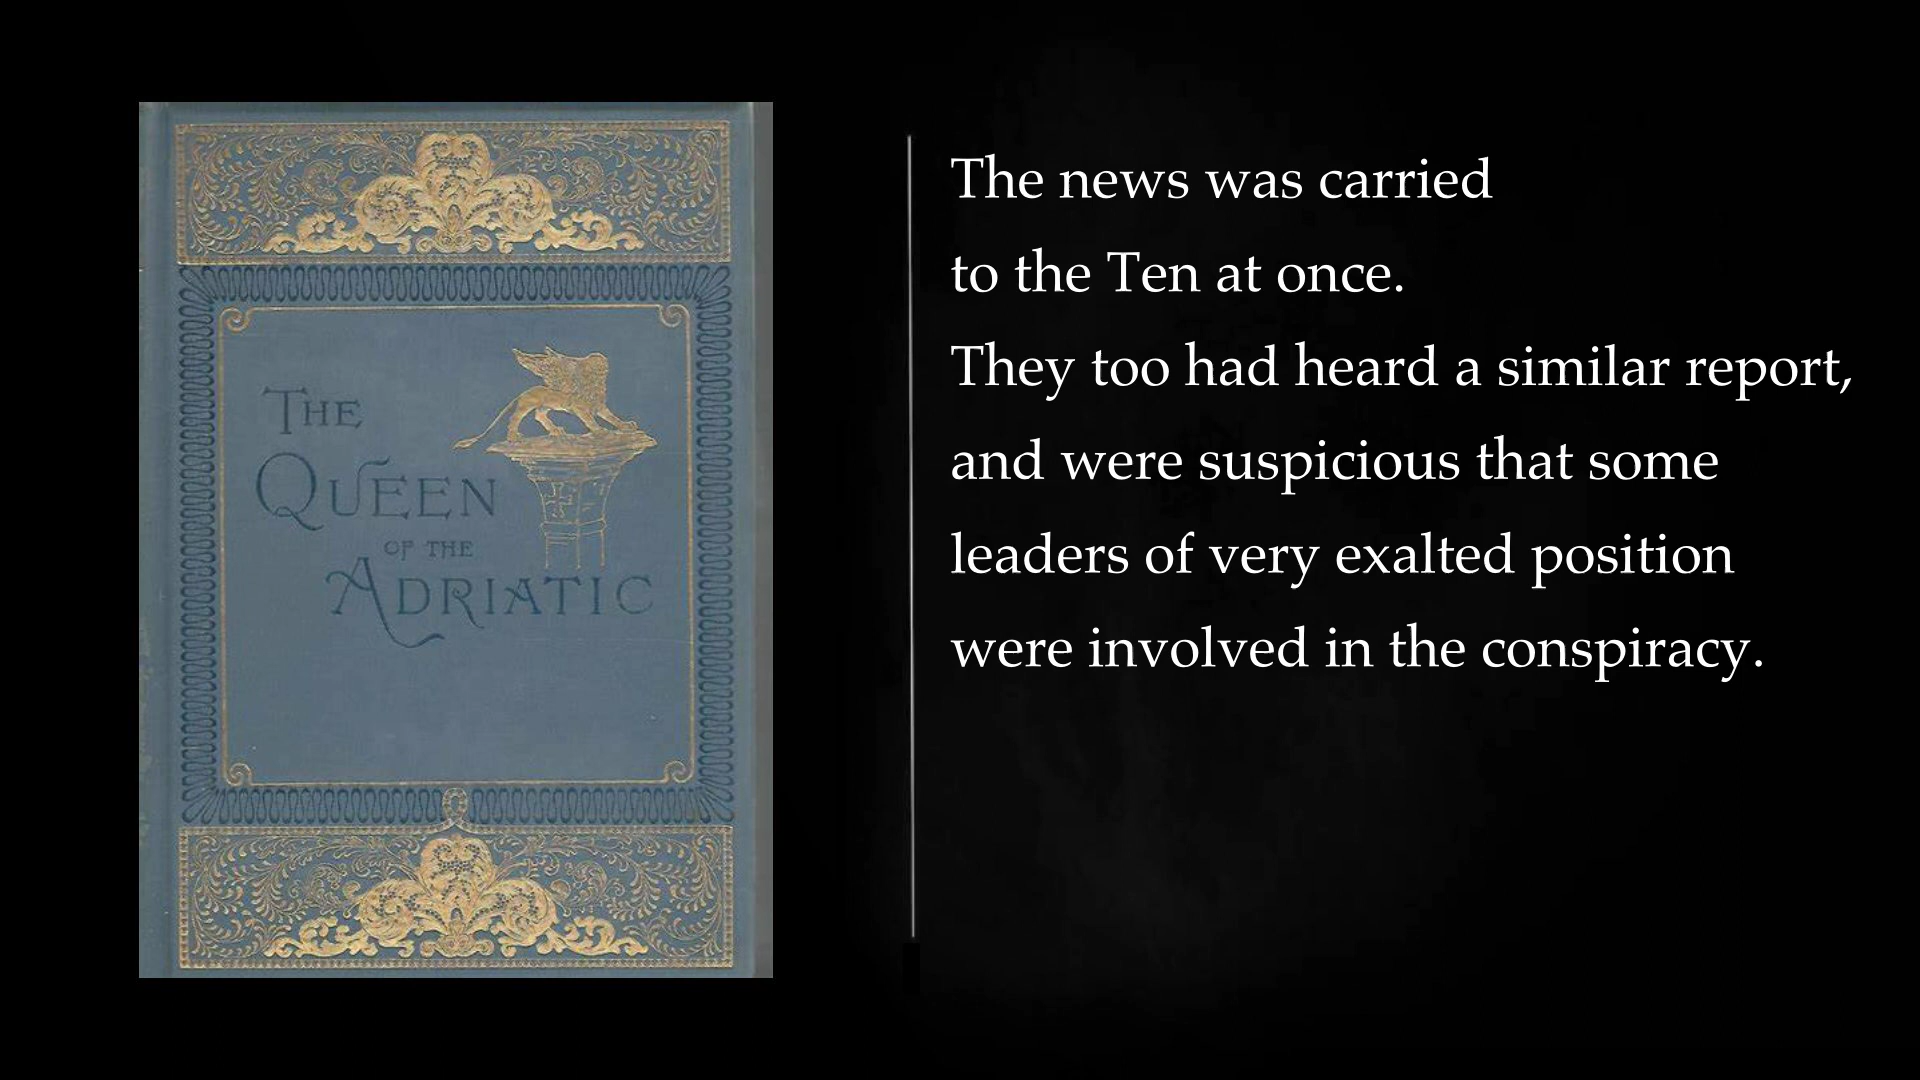 THE
QUEEN
OF THE
ADRIATIC
The news was carried
to the Ten at once.
They too had heard a similar report,
and were suspicious that some
leaders of very exalted position
were involved in the conspiracy.